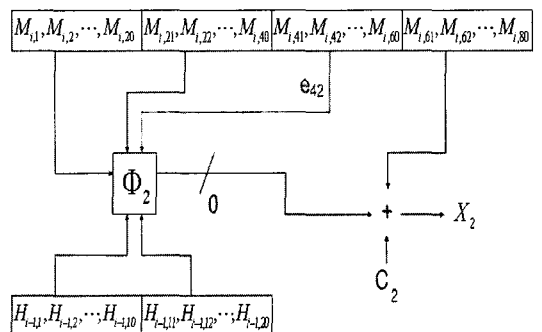 M_{i,1}, M_{i,2}, ⋯, M_{i,20} M_{i,21}, M_{i,22}, ⋯, M_{i,40} M_{i,41}, M_{i,42}, ⋯, M_{i,60} M_{i,61}, M_{i,62}, ⋯, M_{i,80}
e_{42}
Φ_2
0
+
X_2
C_2
H_{i-1,1}, H_{i-1,2}, ⋯, H_{i-1,10} H_{i-1,11}, H_{i-1,12}, ⋯, H_{i-1,20}